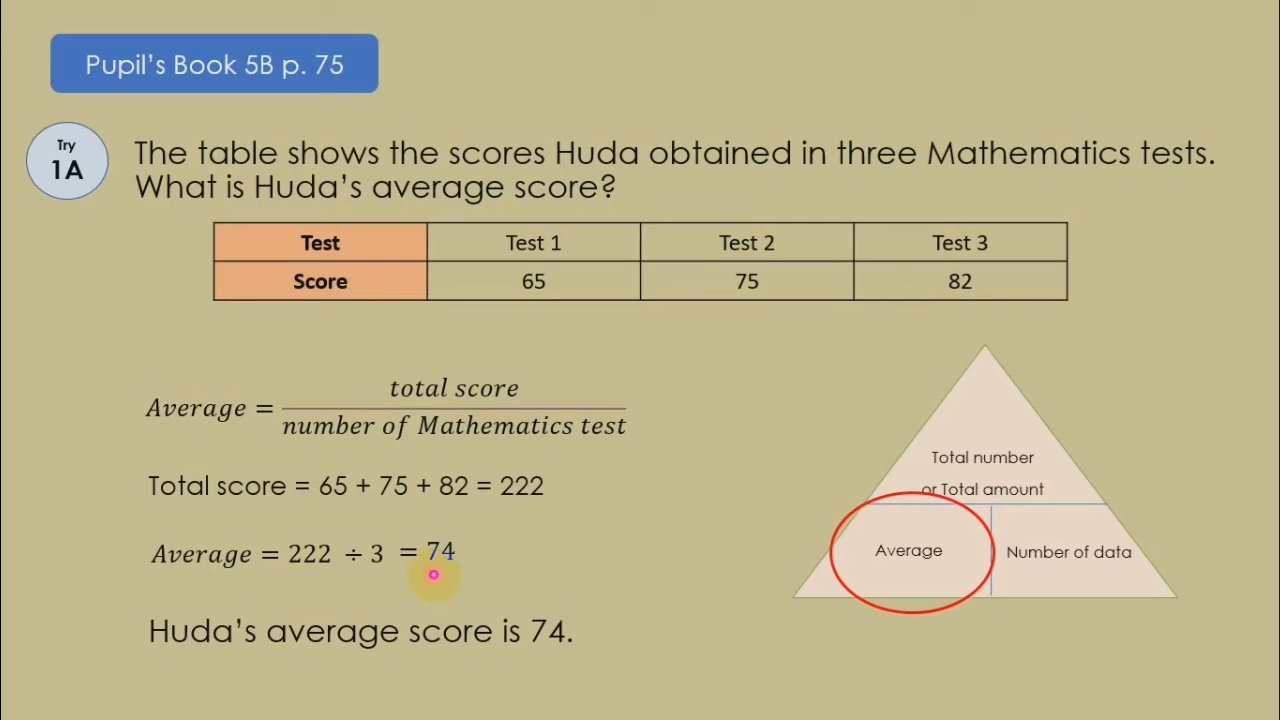 Pupil's Book 5B p. 75
Try
1A
The table shows the scores Huda obtained in three Mathematics tests.
What is Huda's average score?
Test Test 1 Test 2 Test 3
Score 65 75 82
Average = total score / number of Mathematics test
Total score = 65 + 75 + 82 = 222
Average = 222 ÷ 3 = 74
Huda's average score is 74.
Total number
or Total amount
Average
Number of data